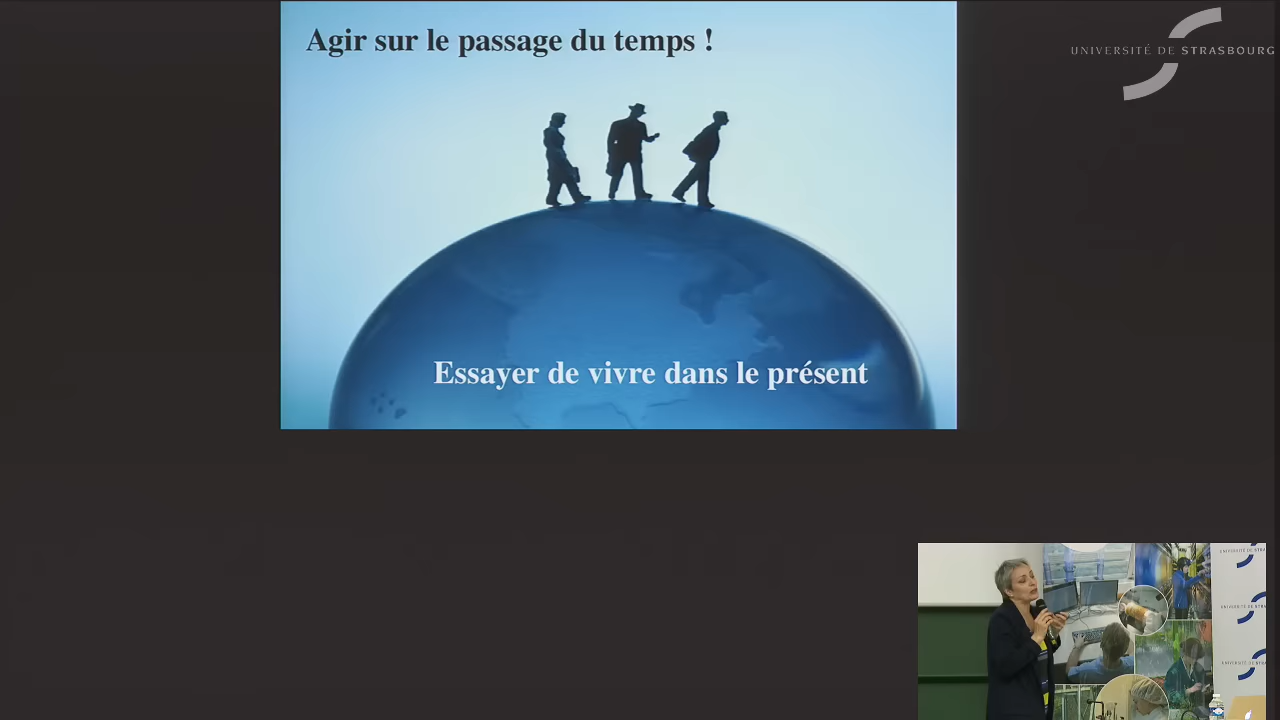 Agir sur le passage du temps !
UNIVERSITÉ DE STRASBOURG
Essayer de vivre dans le présent